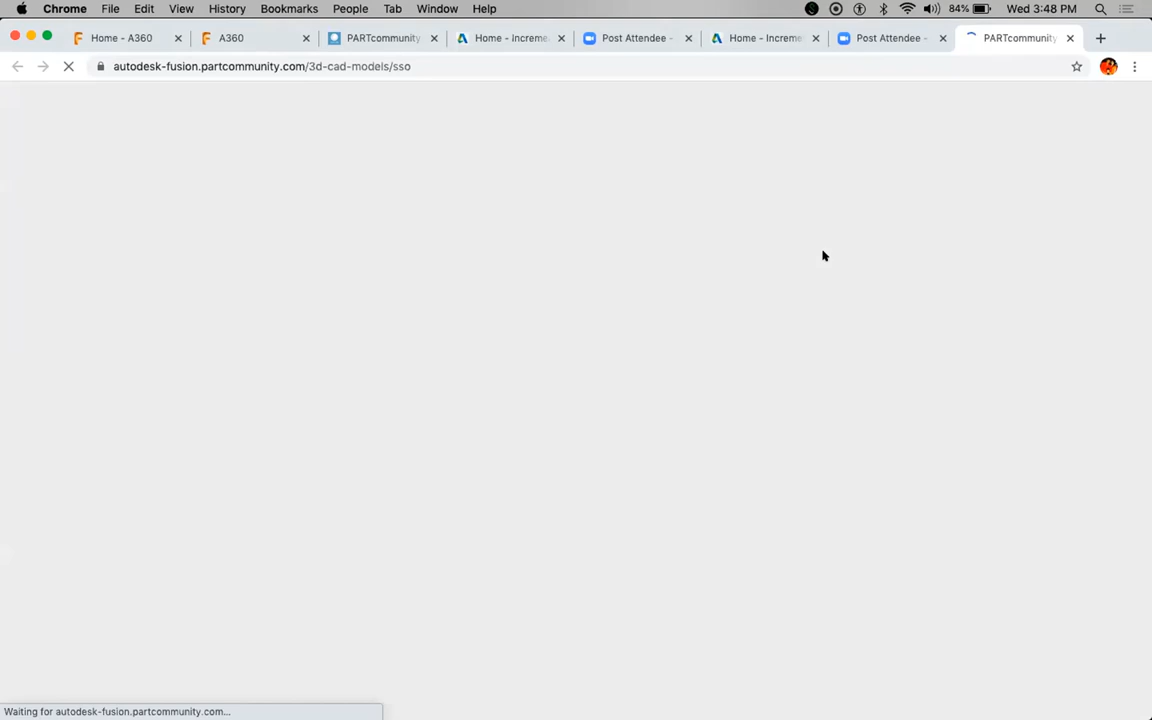 Chrome File Edit View History Bookmarks People Tab Window Help 84% Wed 3:48 PM
Home - A360 A360 PARTcommunity Home - increme Post Attendee - Home - Increme Post Attendee - PARTcommunity
autodesk-fusion.partcommunity.com/3d-cad-models/sso
Waiting for autodesk-fusion.partcommunity.com...